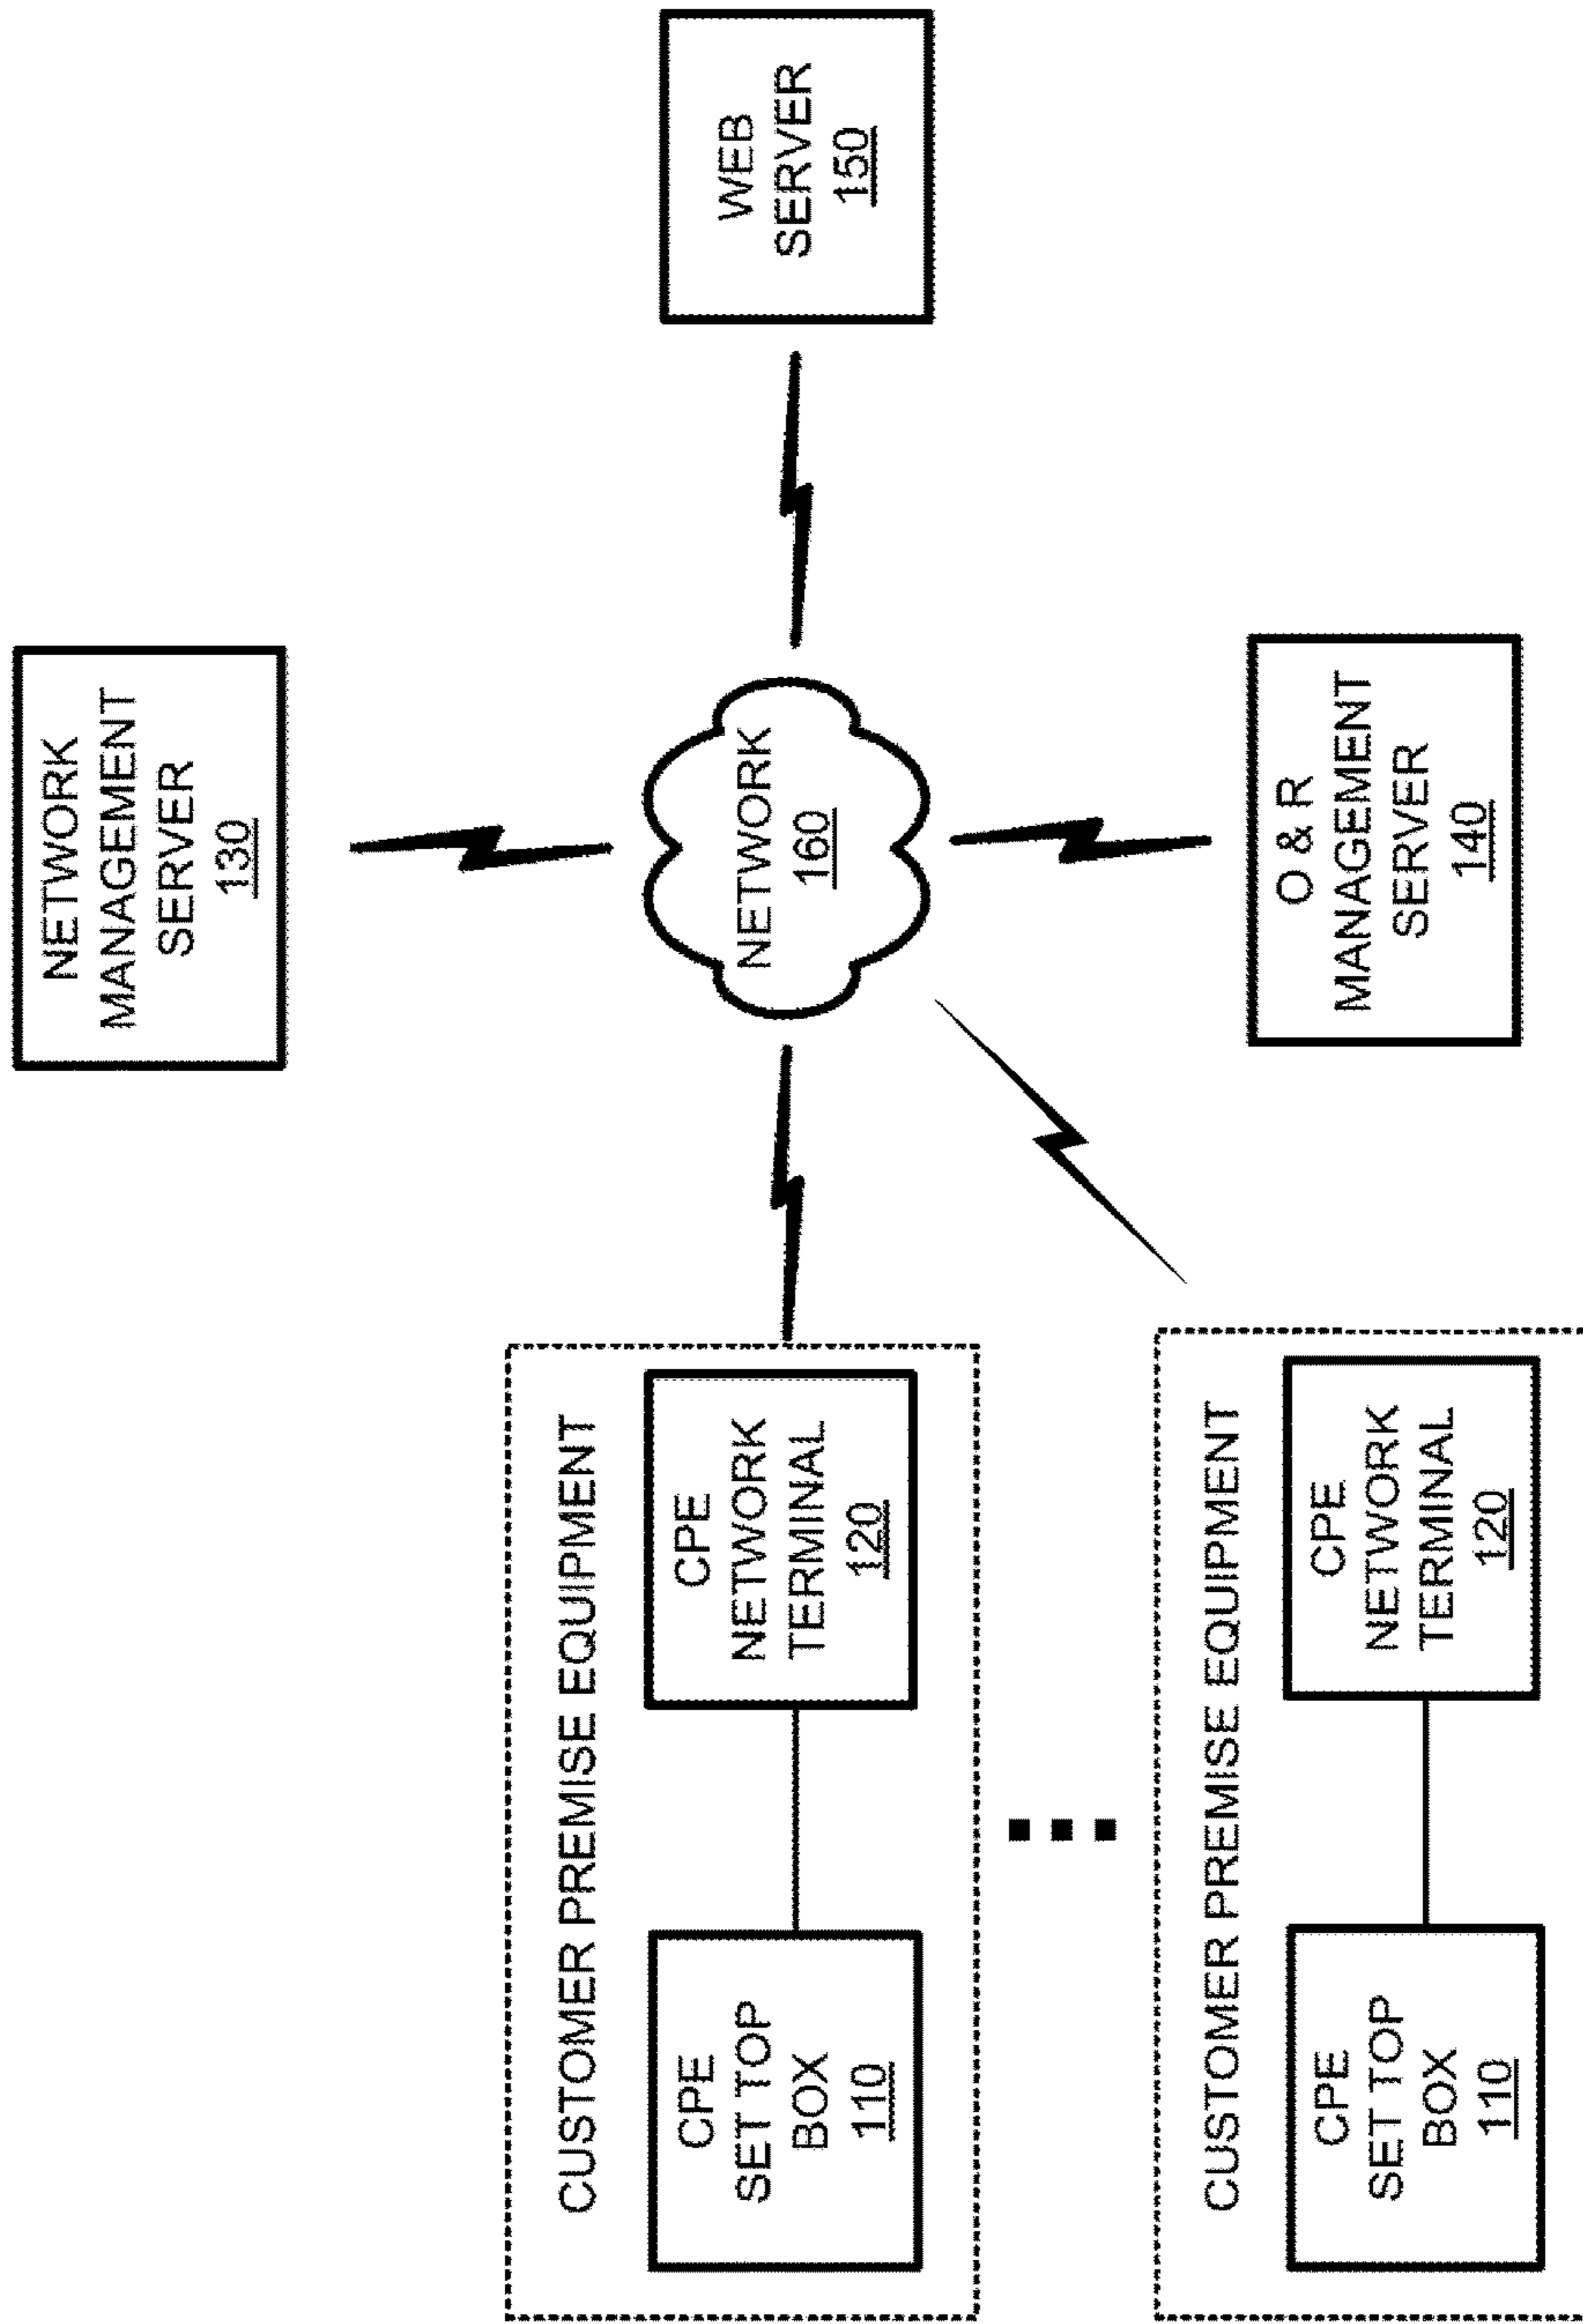 NETWORK
MANAGEMENT
SERVER
130
CUSTOMER PREMISE EQUIPMENT
CPE
SET TOP
BOX
110
CPE
NETWORK
TERMINAL
120
NETWORK
160
WEB
SERVER
150
CUSTOMER PREMISE EQUIPMENT
CPE
SET TOP
BOX
110
CPE
NETWORK
TERMINAL
120
O & R
MANAGEMENT
SERVER
140